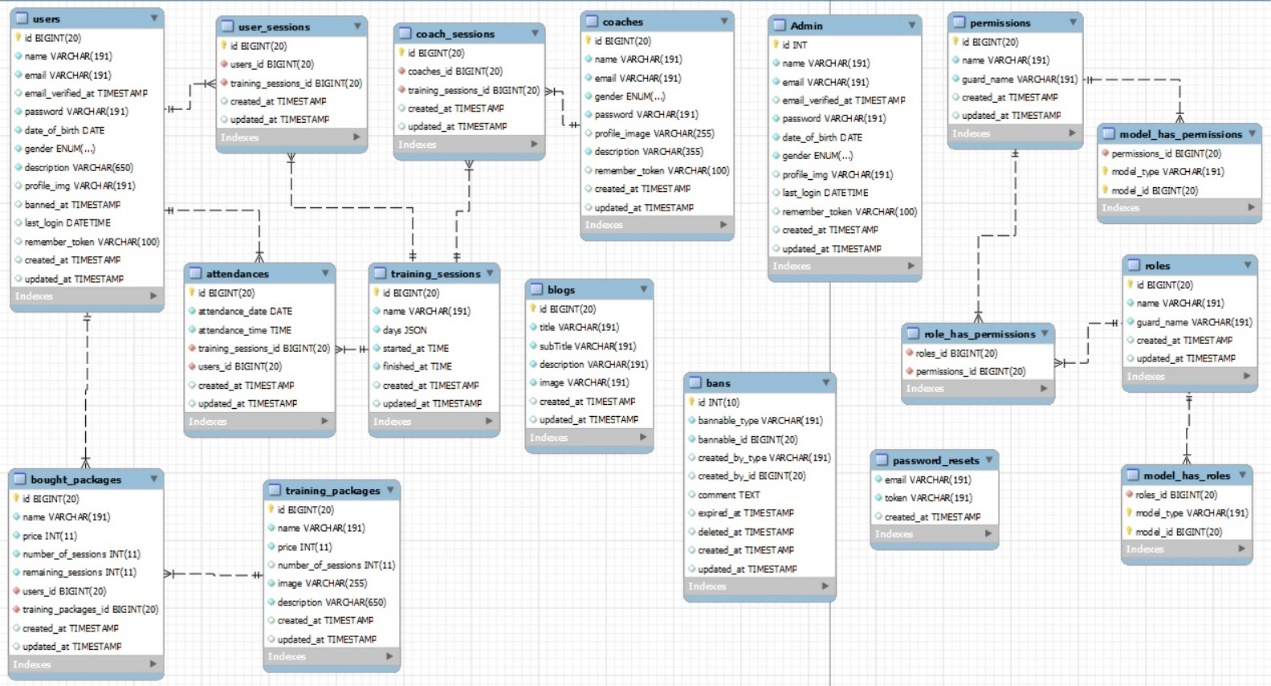 users
id BIGINT(20)
name VARCHAR(191)
email VARCHAR(191)
email_verified_at TIMESTAMP
password VARCHAR(191)
date_of_birth DATE
gender ENUM(...)
description VARCHAR(650)
profile_img VARCHAR(191)
banned_at TIMESTAMP
last_login DATETIME
remember_token VARCHAR(100)
created_at TIMESTAMP
updated_at TIMESTAMP
Indexes
user_sessions
id BIGINT(20)
users_id BIGINT(20)
training_sessions_id BIGINT(20)
created_at TIMESTAMP
updated_at TIMESTAMP
Indexes
coach_sessions
id BIGINT(20)
coaches_id BIGINT(20)
training_sessions_id BIGINT(20)
created_at TIMESTAMP
updated_at TIMESTAMP
Indexes
coaches
id BIGINT(20)
name VARCHAR(191)
email VARCHAR(191)
gender ENUM(...)
password VARCHAR(191)
profile_image VARCHAR(255)
description VARCHAR(355)
remember_token VARCHAR(100)
created_at TIMESTAMP
updated_at TIMESTAMP
Indexes
Admin
id INT
name VARCHAR(191)
email VARCHAR(191)
email_verified_at TIMESTAMP
password VARCHAR(191)
date_of_birth DATE
gender ENUM(...)
profile_img VARCHAR(191)
last_login DATETIME
remember_token VARCHAR(100)
created_at TIMESTAMP
updated_at TIMESTAMP
Indexes
permissions
id BIGINT(20)
name VARCHAR(191)
guard_name VARCHAR(191)
created_at TIMESTAMP
updated_at TIMESTAMP
Indexes
model_has_permissions
permissions_id BIGINT(20)
model_type VARCHAR(191)
model_id BIGINT(20)
Indexes
attendances
id BIGINT(20)
attendance_date DATE
attendance_time TIME
training_sessions_id BIGINT(20)
users_id BIGINT(20)
created_at TIMESTAMP
updated_at TIMESTAMP
Indexes
training_sessions
id BIGINT(20)
name VARCHAR(191)
days JSON
started_at TIME
finished_at TIME
created_at TIMESTAMP
updated_at TIMESTAMP
Indexes
blogs
id BIGINT(20)
title VARCHAR(191)
subTitle VARCHAR(191)
description VARCHAR(191)
image VARCHAR(191)
created_at TIMESTAMP
updated_at TIMESTAMP
Indexes
roles
id BIGINT(20)
name VARCHAR(191)
guard_name VARCHAR(191)
created_at TIMESTAMP
updated_at TIMESTAMP
Indexes
role_has_permissions
roles_id BIGINT(20)
permissions_id BIGINT(20)
Indexes
bans
id INT(10)
bannable_type VARCHAR(191)
bannable_id BIGINT(20)
created_by_type VARCHAR(191)
created_by_id BIGINT(20)
comment TEXT
expired_at TIMESTAMP
deleted_at TIMESTAMP
created_at TIMESTAMP
updated_at TIMESTAMP
Indexes
password_resets
email VARCHAR(191)
token VARCHAR(191)
created_at TIMESTAMP
Indexes
model_has_roles
roles_id BIGINT(20)
model_type VARCHAR(191)
model_id BIGINT(20)
Indexes
bought_packages
id BIGINT(20)
name VARCHAR(191)
price INT(11)
number_of_sessions INT(11)
remaining_sessions INT(11)
users_id BIGINT(20)
training_packages_id BIGINT(20)
created_at TIMESTAMP
updated_at TIMESTAMP
Indexes
training_packages
id BIGINT(20)
name VARCHAR(191)
price INT(11)
number_of_sessions INT(11)
image VARCHAR(255)
description VARCHAR(650)
created_at TIMESTAMP
updated_at TIMESTAMP
Indexes